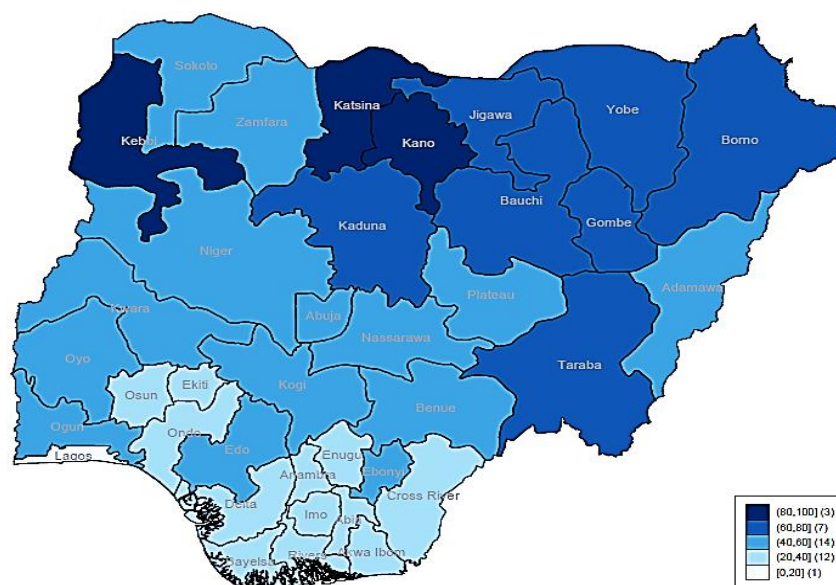 Sokoto
Katsina
Zamfara
Kebbi
Kano
Jigawa
Yobe
Borno
Bauchi
Gombe
Kaduna
Niger
Plateau
Adamawa
Abuja
Kwara
Nassarawa
Oyo
Taraba
Kogi
Osun
Ekiti
Benue
Ogun
Ondo
Edo
Lagos
Enugu
Ebonyi
Anambra
Cross River
Delta
Imo
Abia
Bayelsa
Rivers
Akwa Ibom
(80,100] (3)
(60,80] (7)
(40,60] (14)
(20,40] (12)
[0,20] (1)